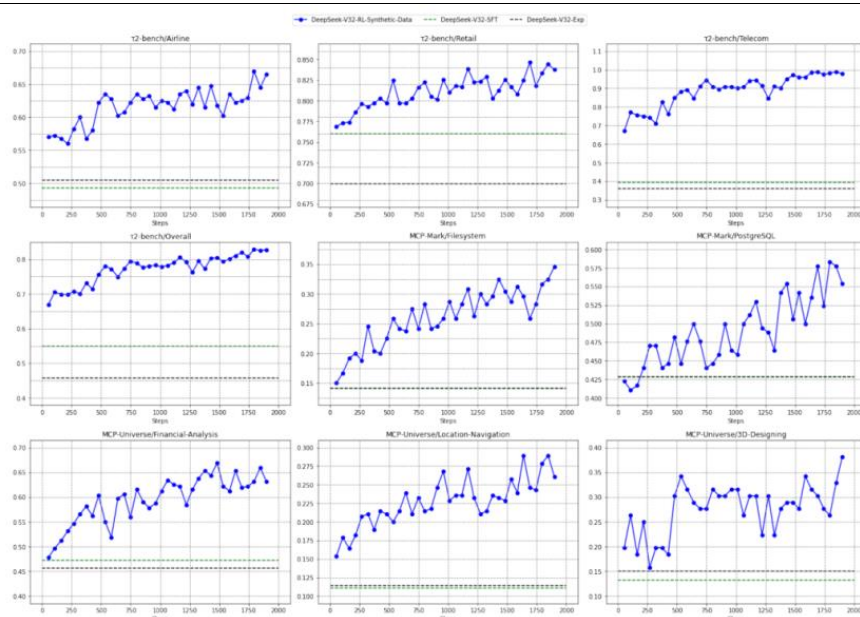 DeepSeek-V32-RL-Synthetic-Data DeepSeek-V32-SFT DeepSeek-V32-Exp
τ2-bench/Airline
0.70
0.65
0.60
0.55
0.50
0 250 500 750 1000 1250 1500 1750 2000
Steps
τ2-bench/Retail
0.850
0.825
0.800
0.775
0.750
0.725
0.700
0.675
0 250 500 750 1000 1250 1500 1750 2000
Steps
τ2-bench/Telecom
1.1
1.0
0.9
0.8
0.7
0.6
0.5
0.4
0.3
0 250 500 750 1000 1250 1500 1750 2000
Steps
τ2-bench/Overall
0.8
0.7
0.6
0.5
0.4
0 250 500 750 1000 1250 1500 1750 2000
Steps
MCP-Mark/Filesystem
0.35
0.30
0.25
0.20
0.15
0 250 500 750 1000 1250 1500 1750 2000
Steps
MCP-Mark/PostgreSQL
0.600
0.575
0.550
0.525
0.500
0.475
0.450
0.425
0.400
0 250 500 750 1000 1250 1500 1750 2000
Steps
MCP-Universe/Financial-Analysis
0.70
0.65
0.60
0.55
0.50
0.45
0.40
0 250 500 750 1000 1250 1500 1750 2000
MCP-Universe/Location-Navigation
0.300
0.275
0.250
0.225
0.200
0.175
0.150
0.125
0.100
0 250 500 750 1000 1250 1500 1750 2000
MCP-Universe/3D-Designing
0.40
0.35
0.30
0.25
0.20
0.15
0.10
0 250 500 750 1000 1250 1500 1750 2000